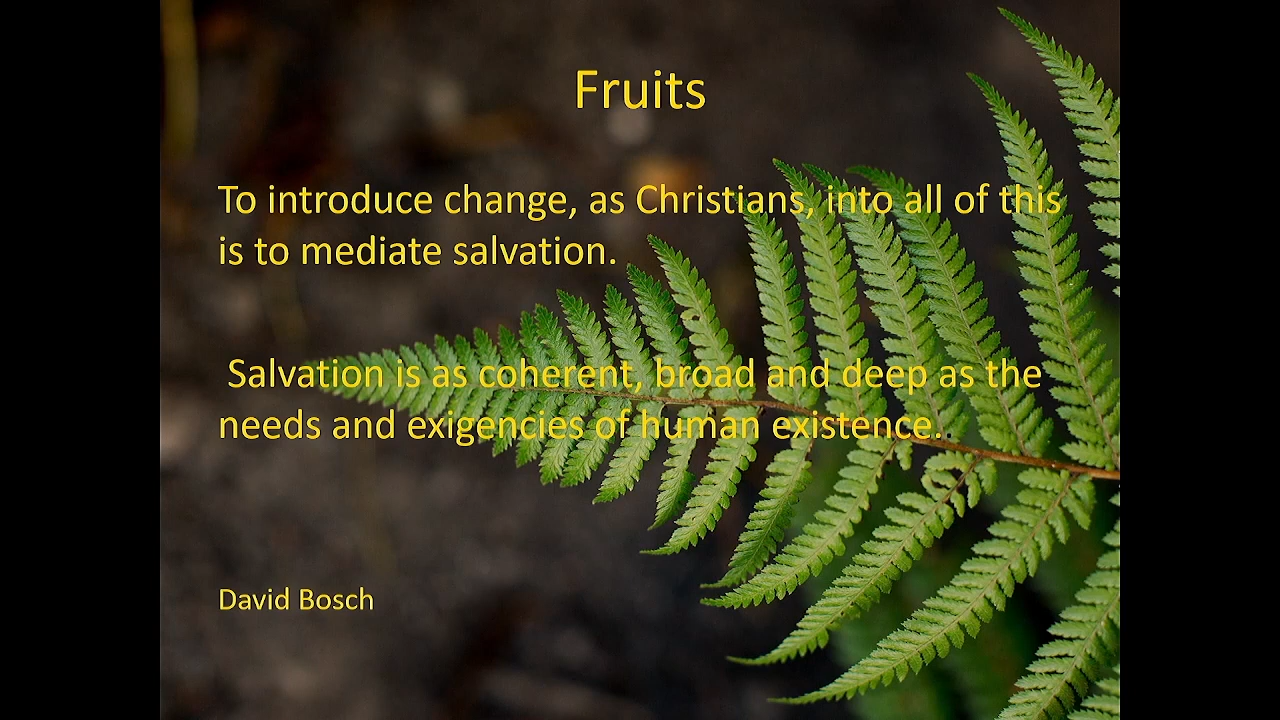 Fruits
To introduce change, as Christians, into all of this
is to mediate salvation.
Salvation is as coherent, broad and deep as the
needs and exigencies of human existence.
David Bosch